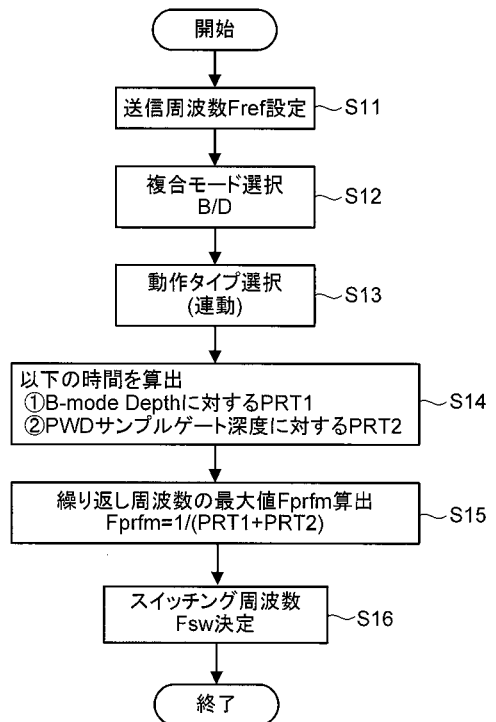 開始
送信周波数Fref設定
S11
複合モード選択
B/D
S12
動作タイプ選択
(連動)
S13
以下の時間を算出
①B-mode Depthに対するPRT1
②PWDサンプルゲート深度に対するPRT2
S14
繰り返し周波数の最大値Fprfm算出
Fprfm=1/(PRT1+PRT2)
S15
スイッチング周波数
Fsw決定
S16
終了